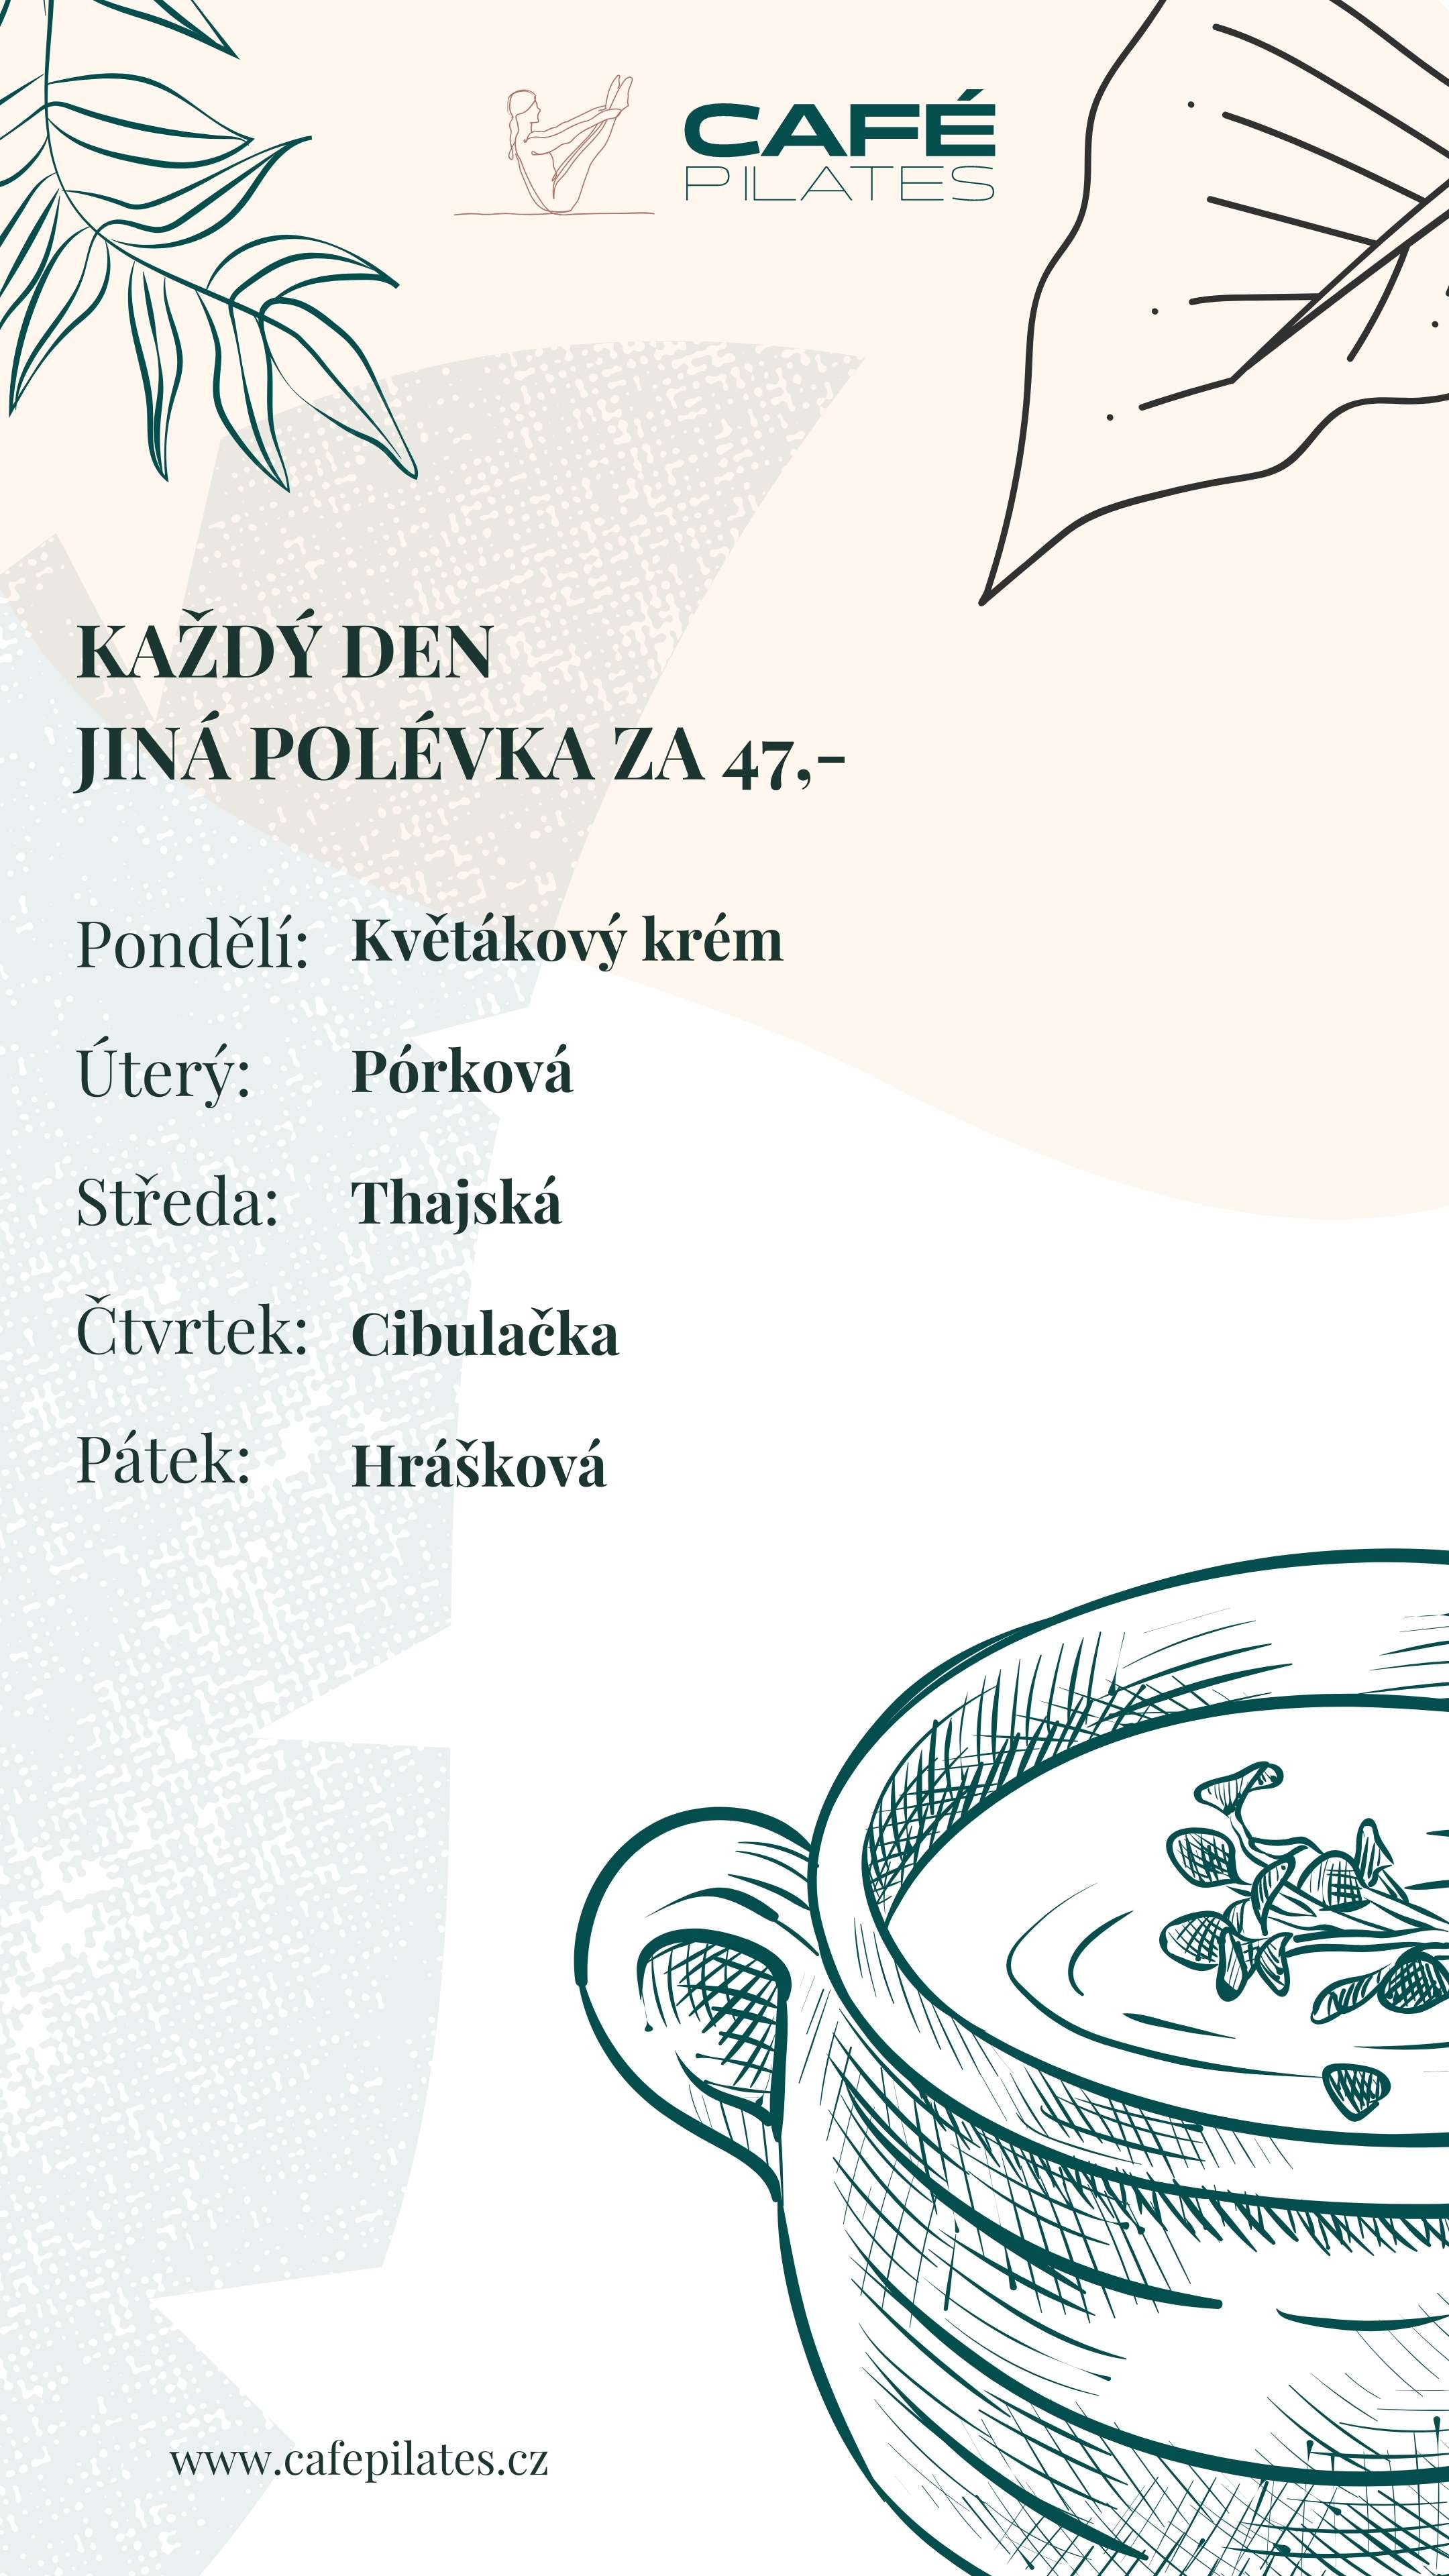 CAFÉ
PILATES
KAŽDÝ DEN
JINÁ POLÉVKA ZA 47,-
Pondělí: Květákový krém
Úterý: Pórková
Středa: Thajská
Čtvrtek: Cibulačka
Pátek: Hrášková
www.cafepilates.cz